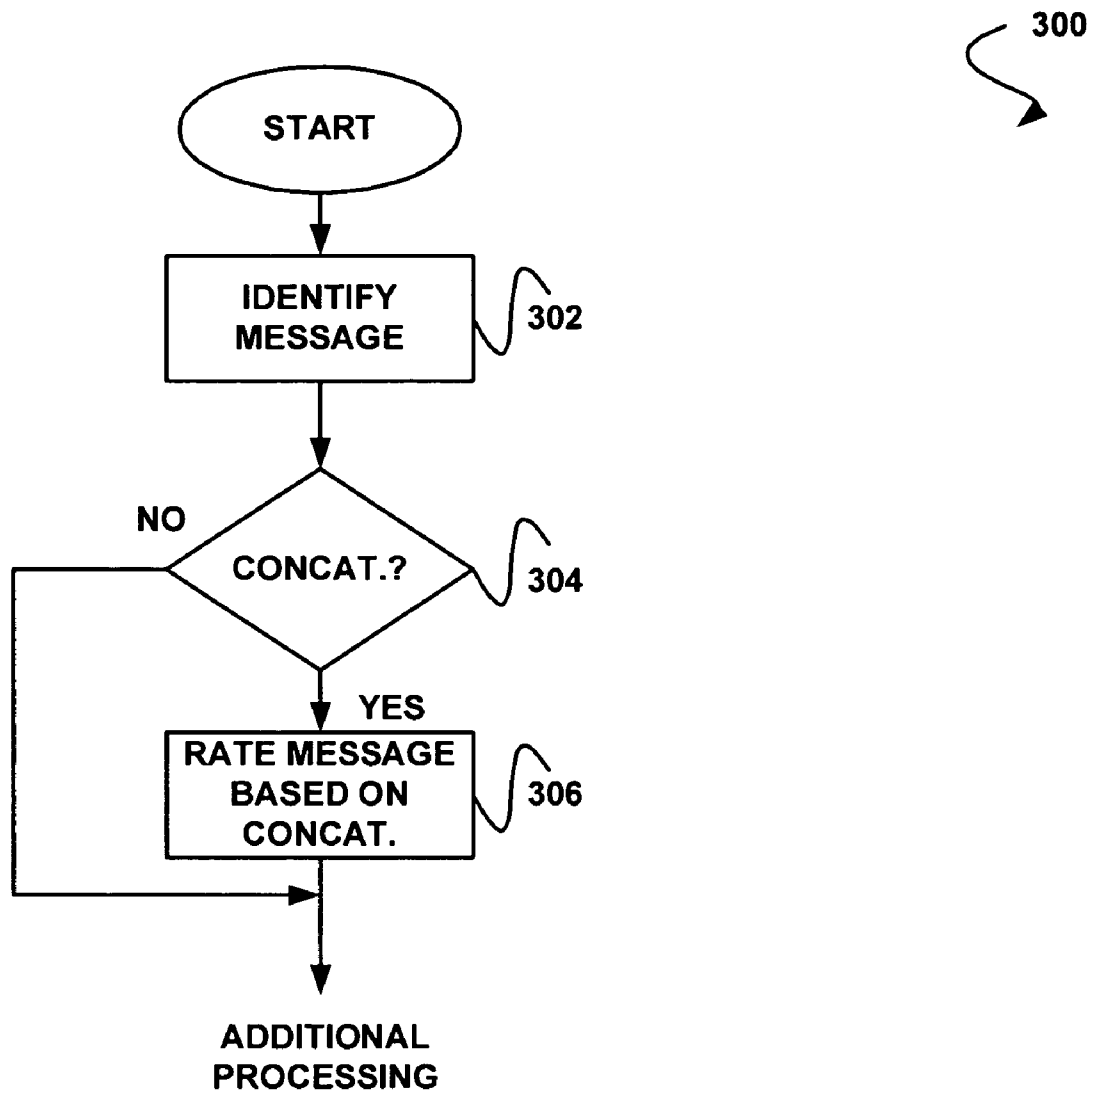 300
START
IDENTIFY
MESSAGE
302
NO
CONCAT.?
304
YES
RATE MESSAGE
BASED ON
CONCAT.
306
ADDITIONAL
PROCESSING